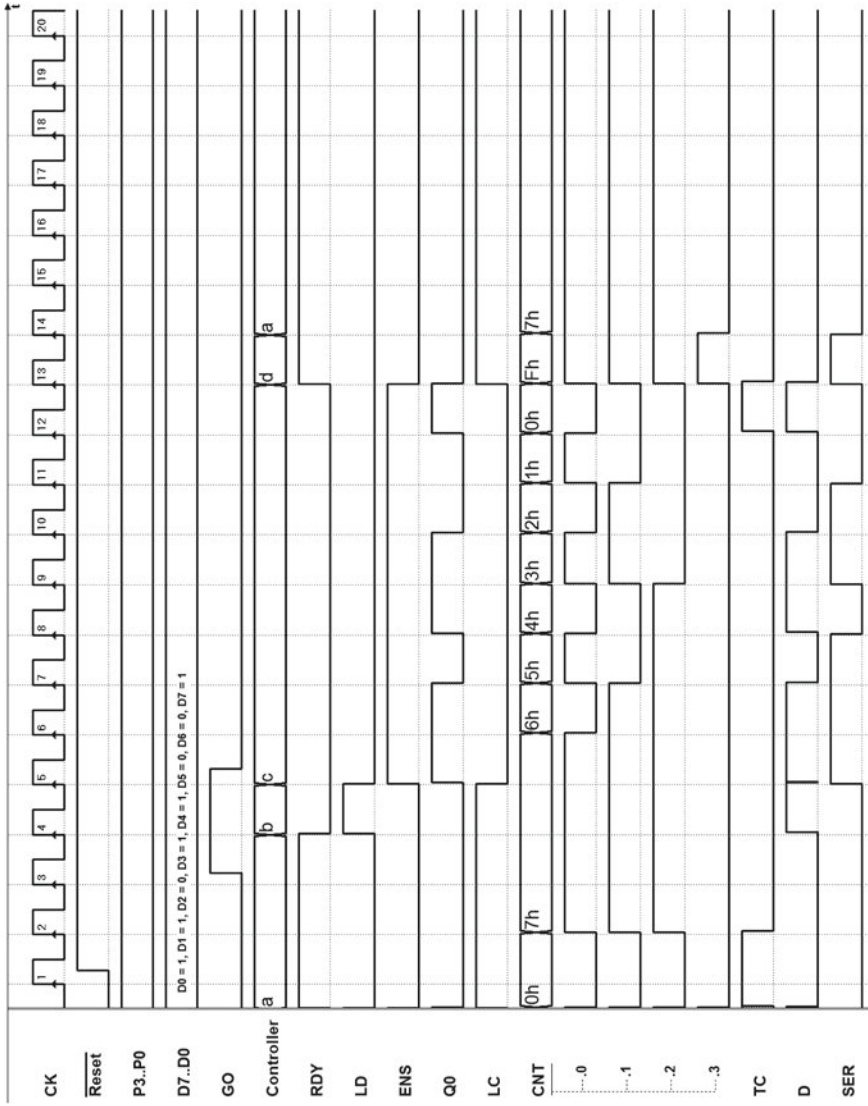 t
CK 1 2 3 4 5 6 7 8 9 10 11 12 13 14 15 16 17 18 19 20
Reset
P3..P0
D7..D0 D0 = 1, D1 = 1, D2 = 0, D3 = 1, D4 = 1, D5 = 0, D6 = 0, D7 = 1
GO
Controller a b c d a
RDY
LD
ENS
Q0
LC
CNT 0h 7h 6h 5h 4h 3h 2h 1h 0h Fh 7h
.0
.1
.2
.3
TC
D
SER